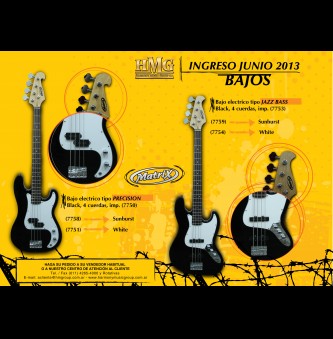 HMG
INGRESO JUNIO 2013
BAJOS
Bajo electrico tipo JAZZ BASS
Black, 4 cuerdas, imp. (7753)
(7759) Sunburst
(7754) White
Matrix
Bajo electrico tipo PRECISION
Black, 4 cuerdas, imp. (7750)
(7758) Sunburst
(7751) White
HAGA SU PEDIDO A SU VENDEDOR HABITUAL
O A NUESTRO CENTRO DE ATENCION AL CLIENTE